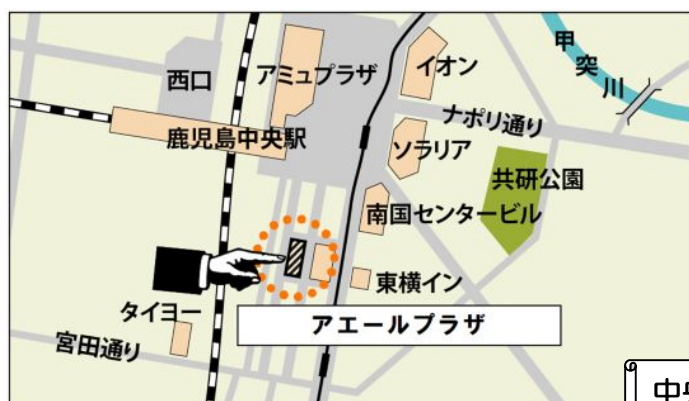 甲突川
イオン
アミュプラザ
西口
ナポリ通り
鹿児島中央駅
ソラリア
共研公園
南国センタービル
東横イン
タイヨー
アエールプラザ
宮田通り